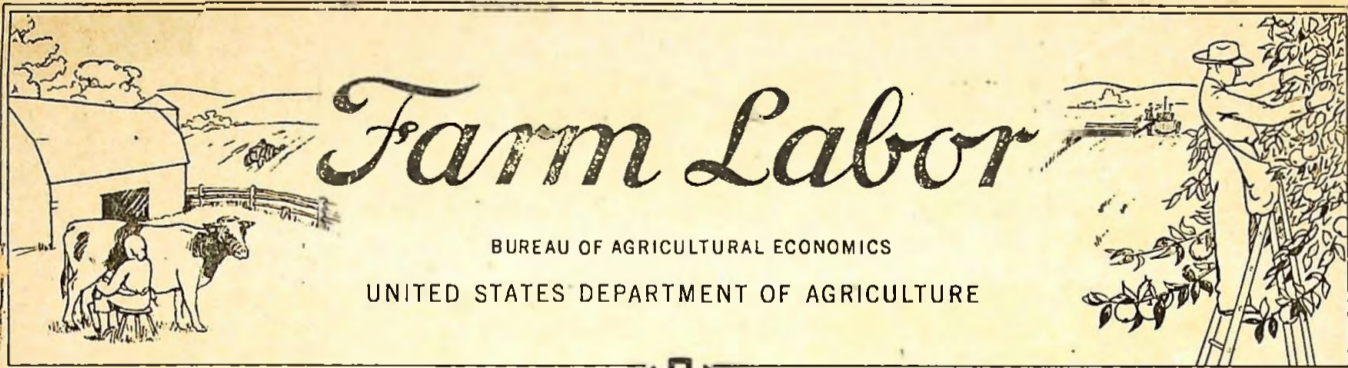 Farm Labor
BUREAU OF AGRICULTURAL ECONOMICS
UNITED STATES DEPARTMENT OF AGRICULTURE